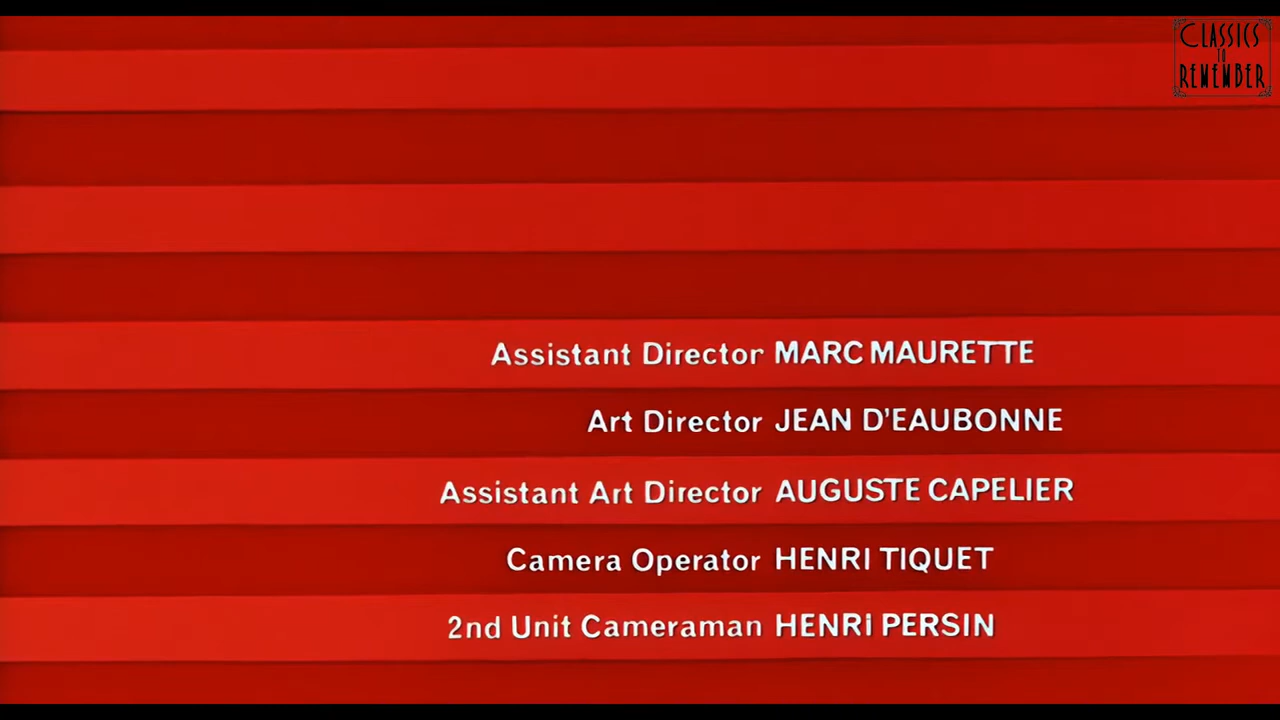 CLASSICS
TO
REMEMBER
Assistant Director MARC MAURETTE
Art Director JEAN D'EAUBONNE
Assistant Art Director AUGUSTE CAPELIER
Camera Operator HENRI TIQUET
2nd Unit Cameraman HENRI PERSIN